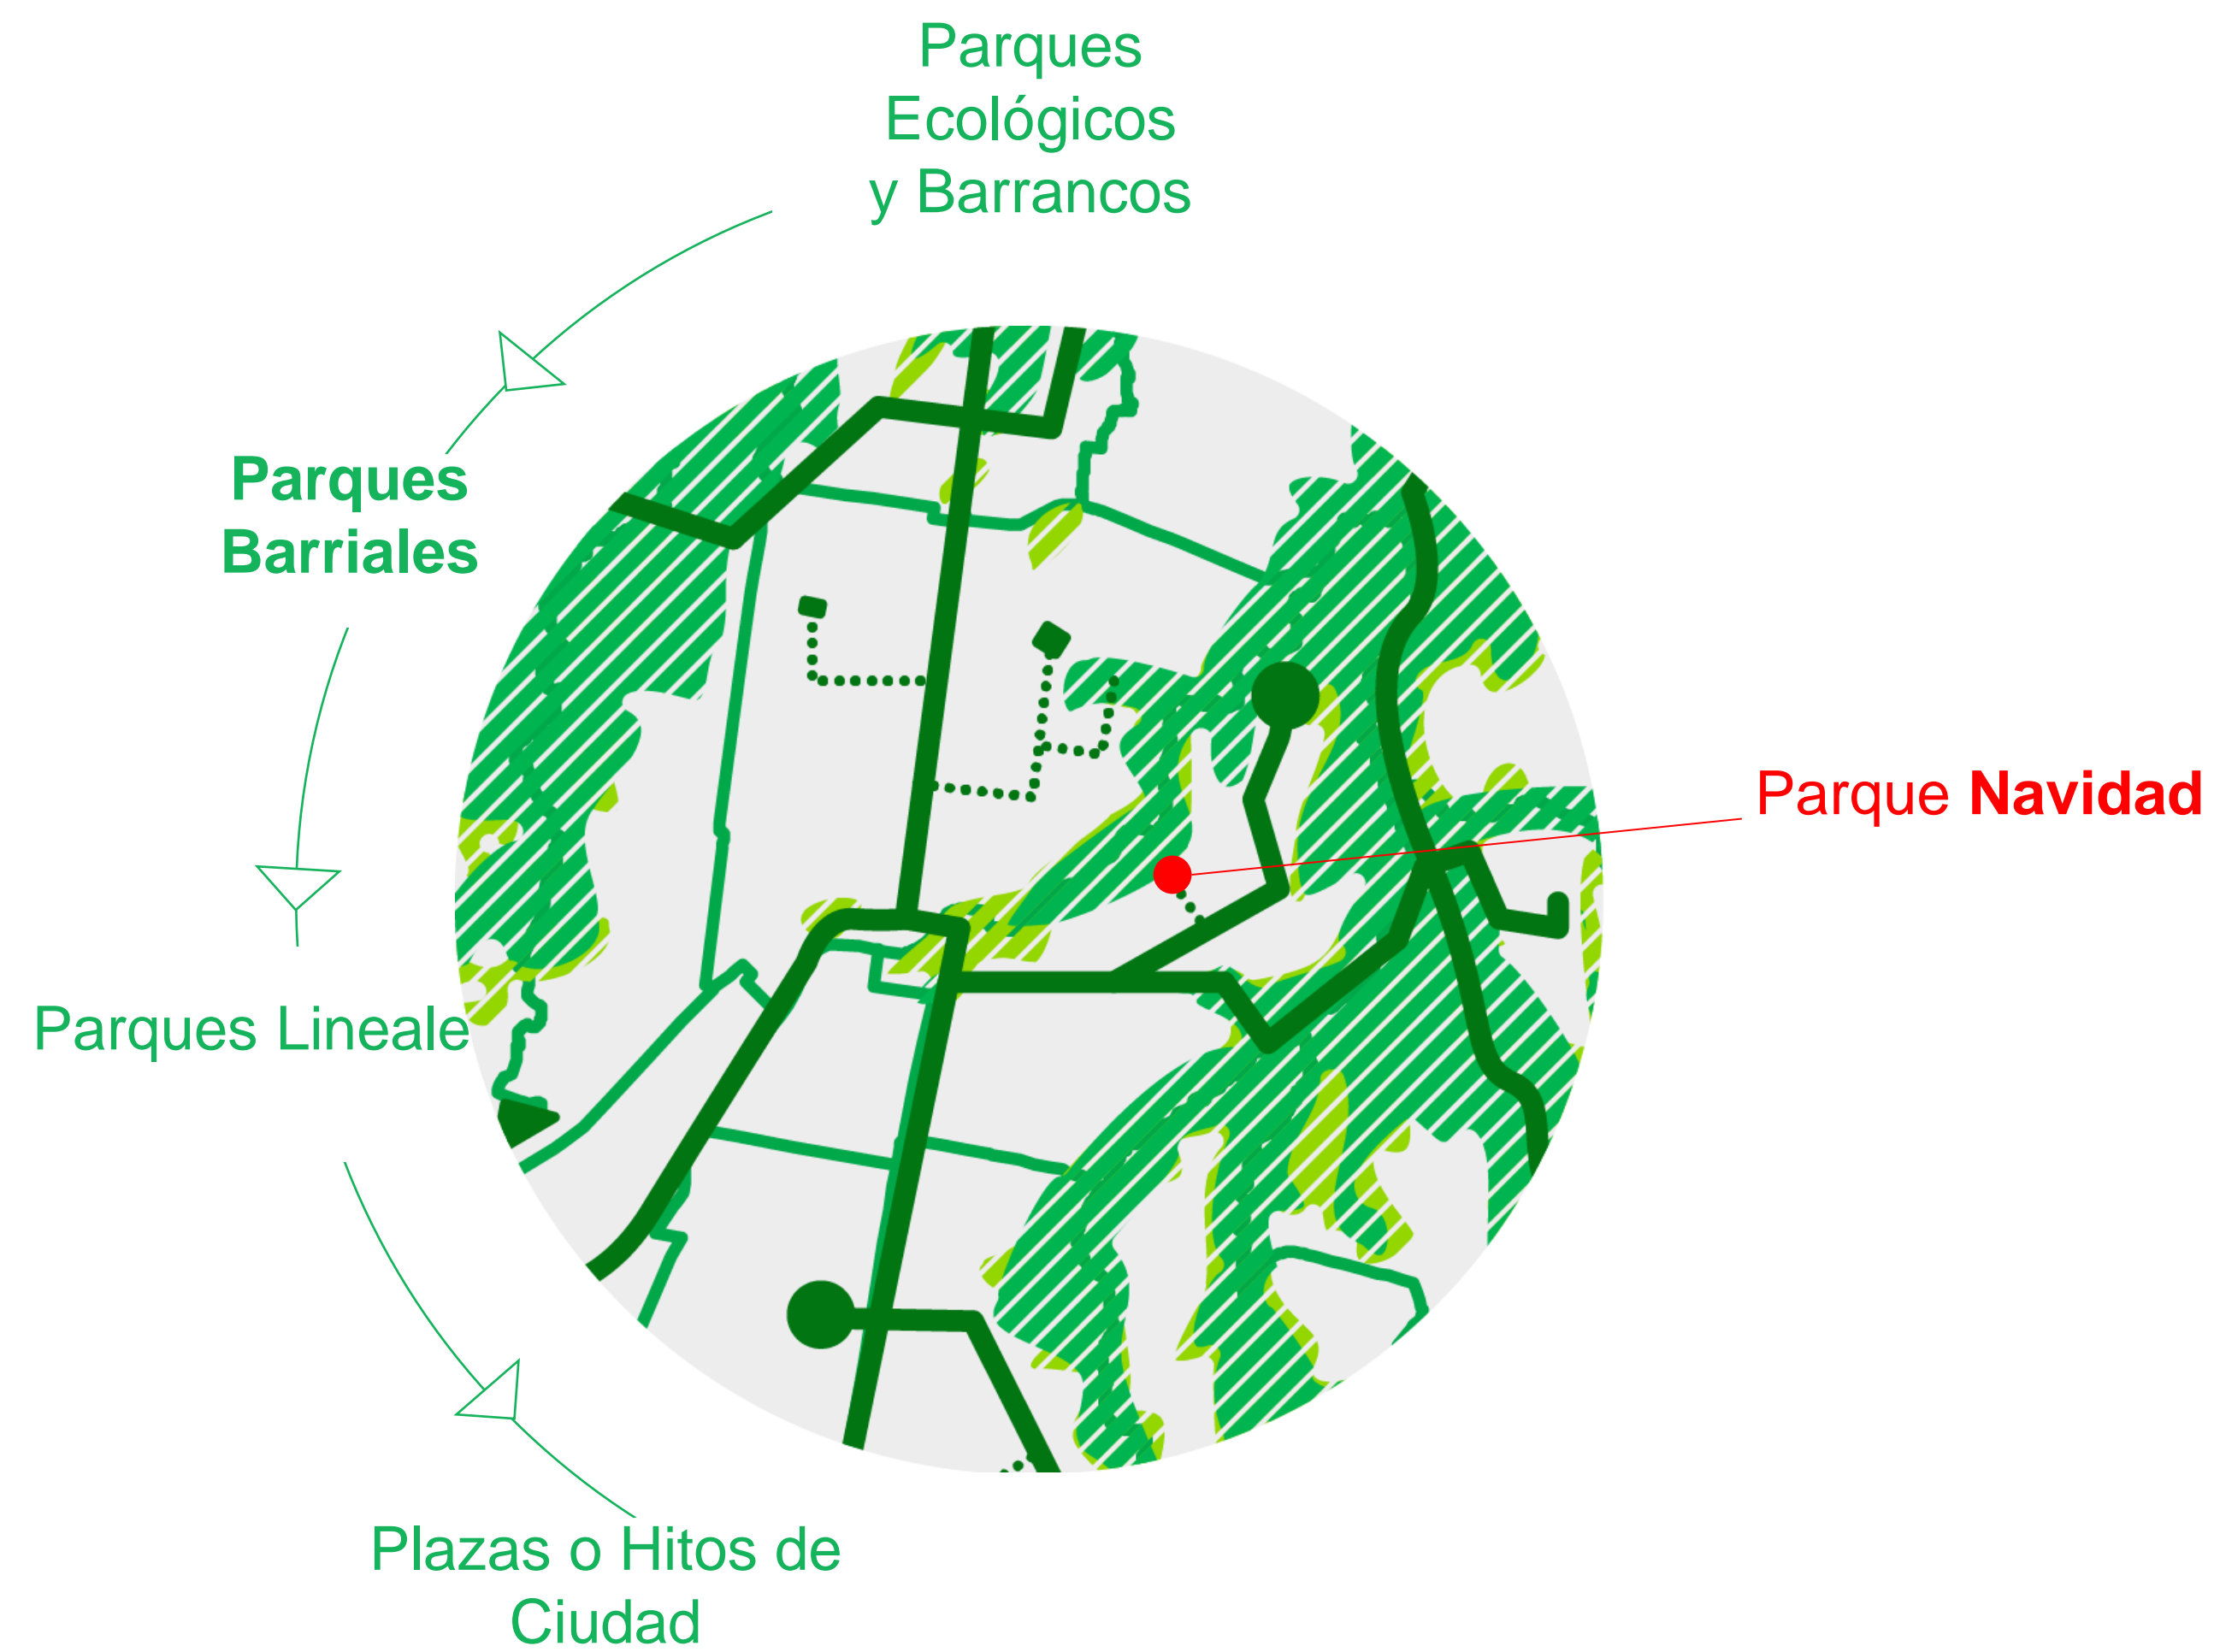 Parques
Ecológicos
y Barrancos
Parques
Barriales
Parque Navidad
Parques Lineale
Plazas o Hitos de
Ciudad